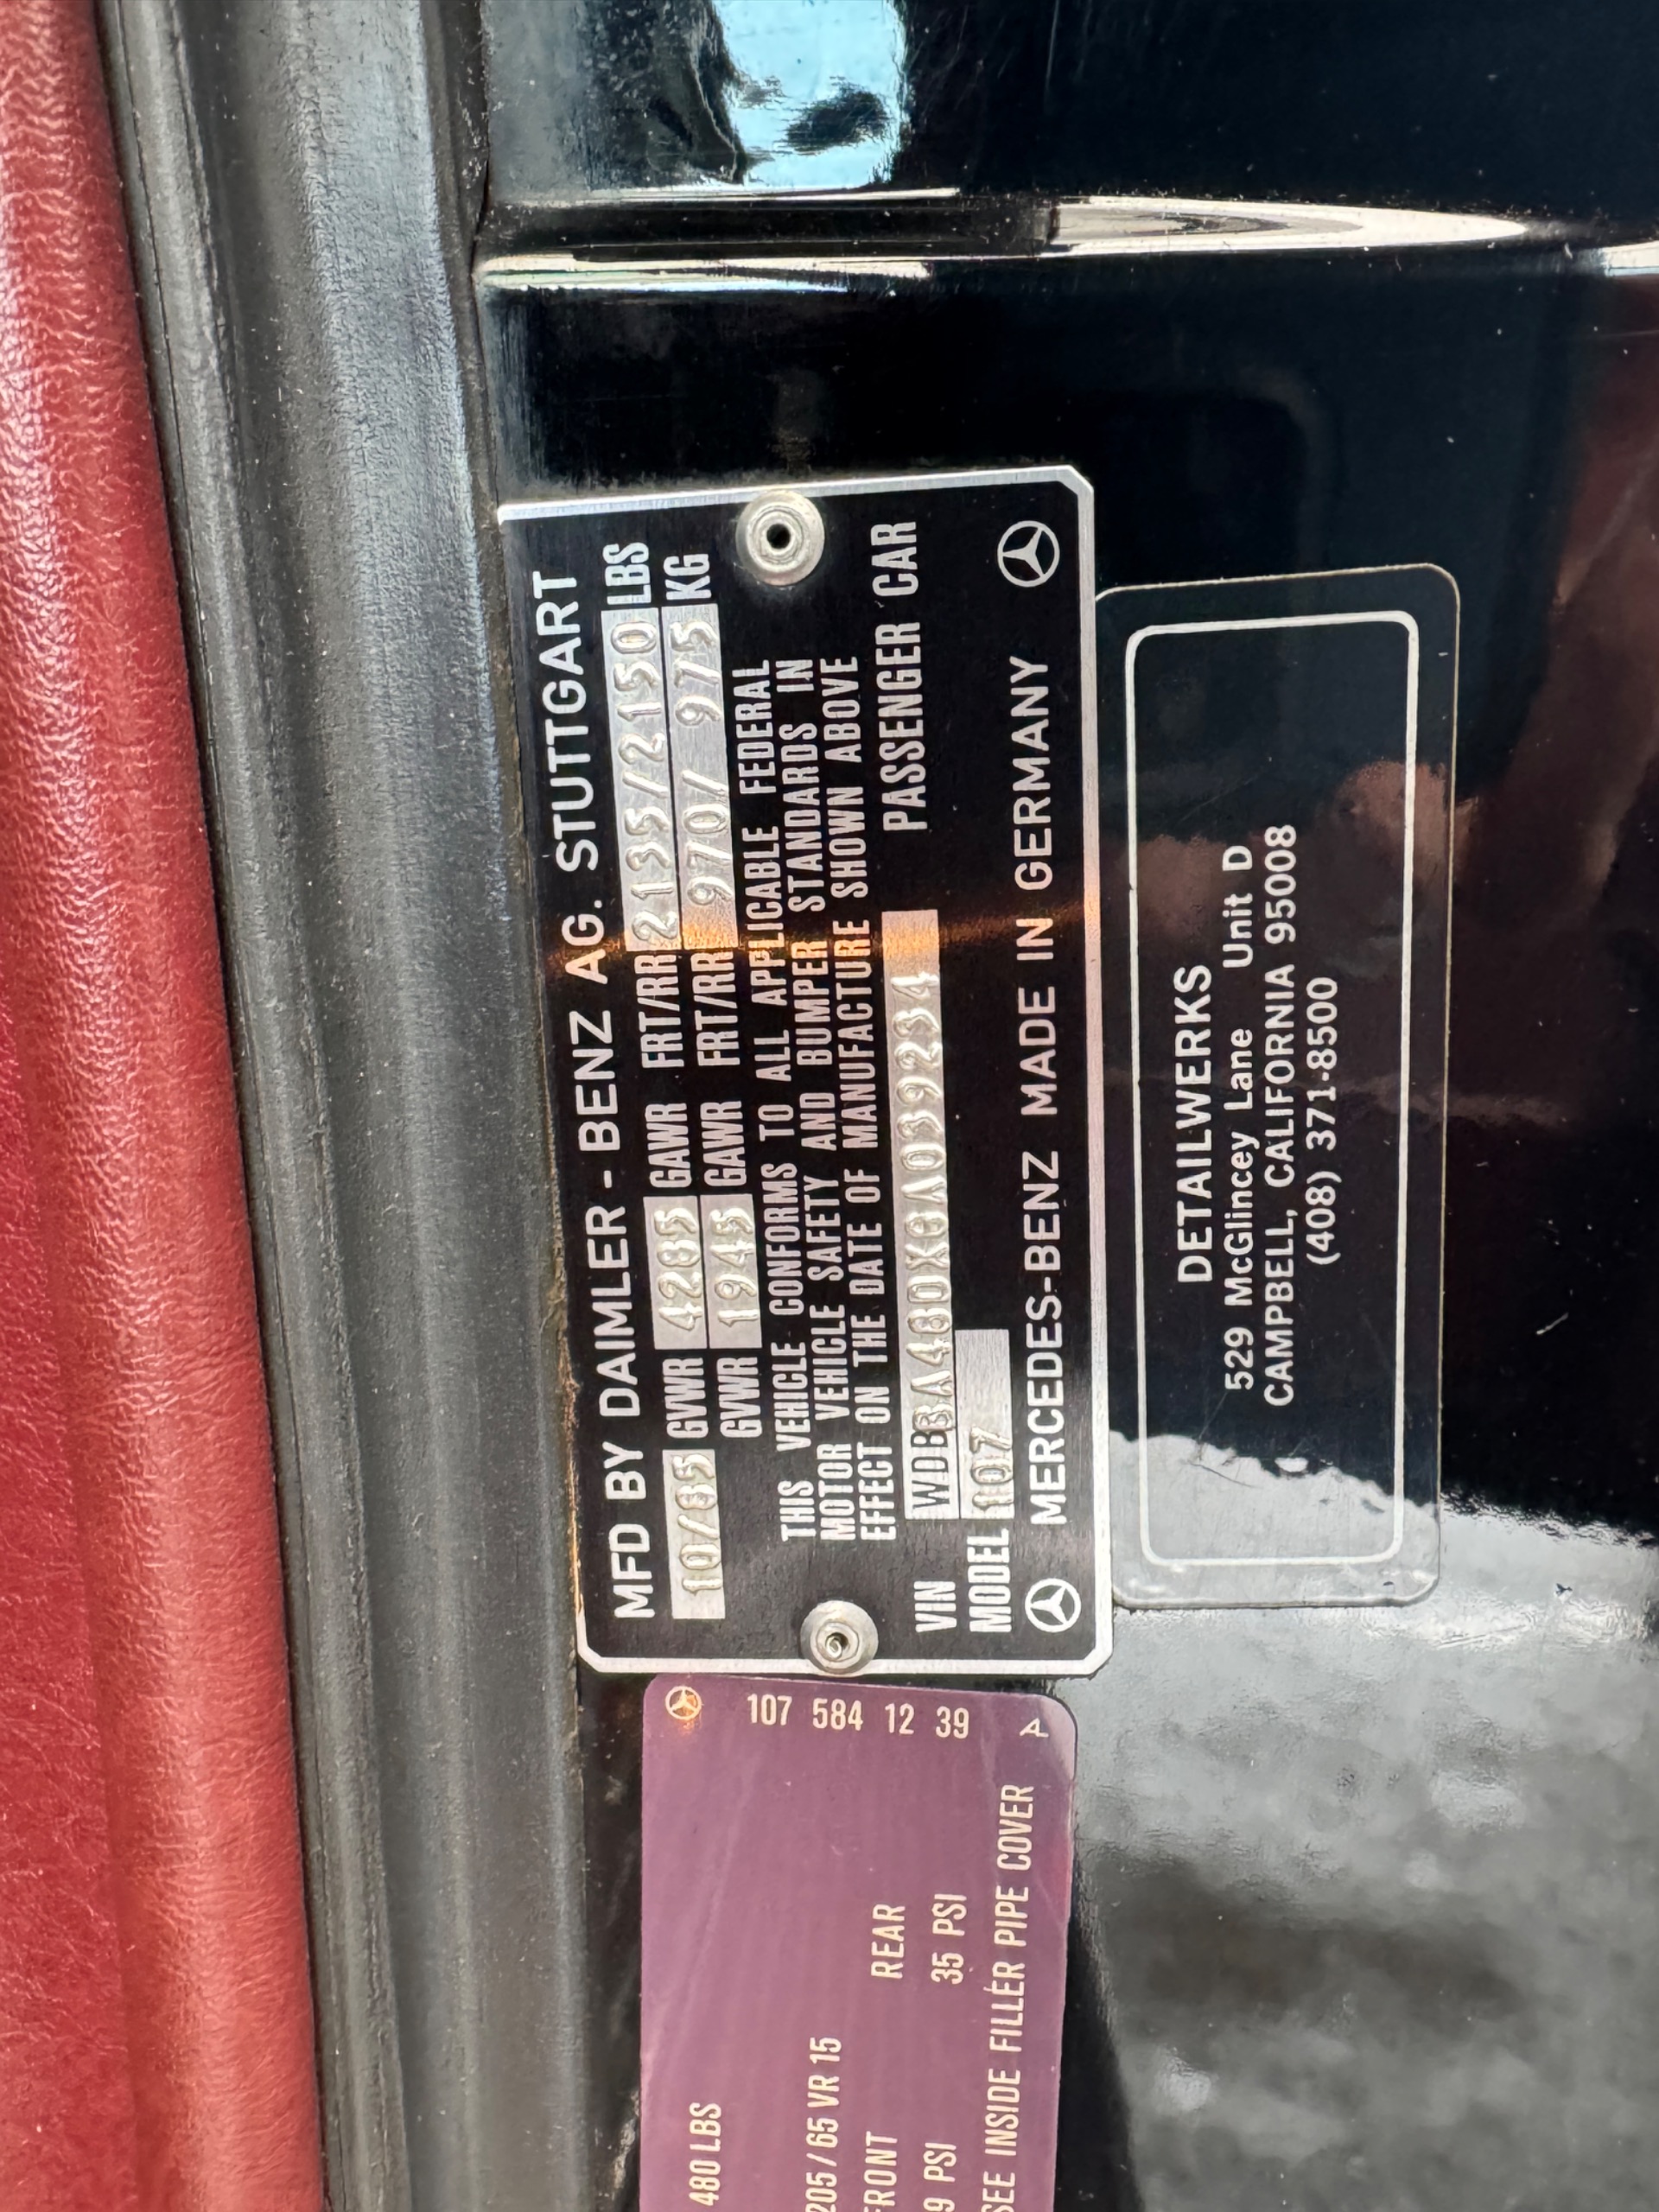 MFD BY DAIMLER - BENZ AG. STUTTGART
10/85 GVWR 4285 GAWR FRT/RR 2135/2150 LBS
GVWR 1945 GAWR FRT/RR 970/ 975 KG
THIS VEHICLE CONFORMS TO ALL APPLICABLE FEDERAL
MOTOR VEHICLE SAFETY AND BUMPER STANDARDS IN
EFFECT ON THE DATE OF MANUFACTURE SHOWN ABOVE
VIN WDBBA48DXGA039234 PASSENGER CAR
MODEL 107
MERCEDES-BENZ MADE IN GERMANY
DETAILWERKS
529 McGlincey Lane Unit D
CAMPBELL, CALIFORNIA 95008
(408) 371-8500
107 584 12 39 A
480 LBS
205/65 VR 15
FRONT REAR
9 PSI 35 PSI
SEE INSIDE FILLER PIPE COVER